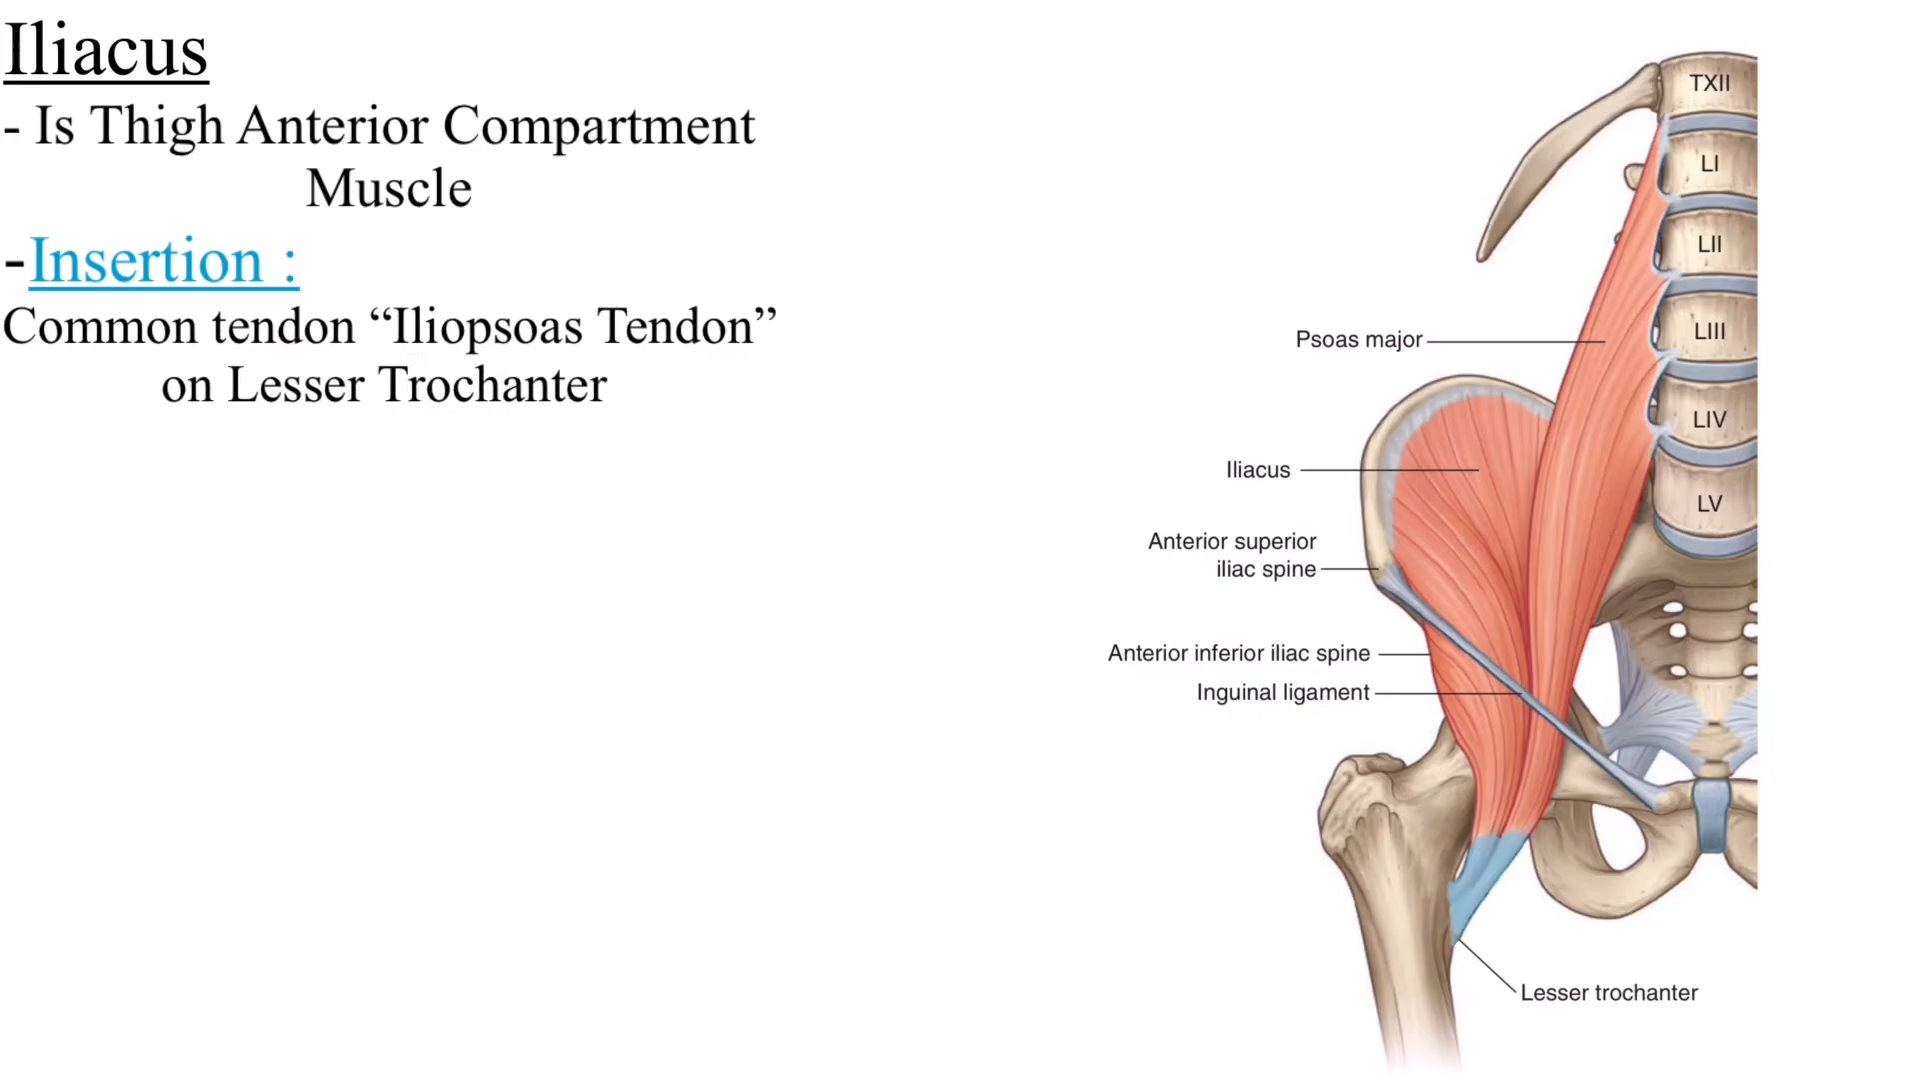 Iliacus
- Is Thigh Anterior Compartment
Muscle
-Insertion :
Common tendon “Iliopsoas Tendon”
on Lesser Trochanter
TXII
LI
LII
LIII
LIV
LV
Psoas major
Iliacus
Anterior superior
iliac spine
Anterior inferior iliac spine
Inguinal ligament
Lesser trochanter